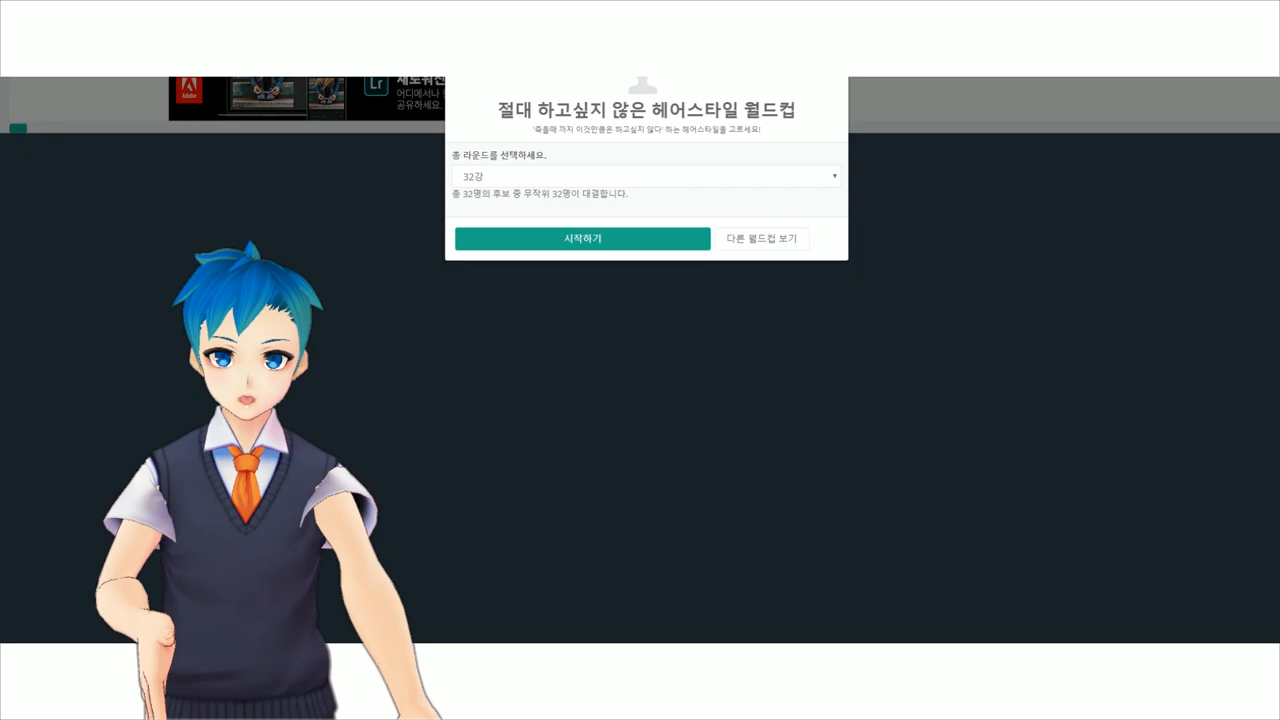 Adobe
Lr
어디에서나
공유하세요.
절대 하고싶지 않은 헤어스타일 월드컵
'죽을때 까지 이것만큼은 하고싶지 않다' 하는 헤어스타일을 고르세요!
총 라운드를 선택하세요.
32강
총 32명의 후보 중 무작위 32명이 대결합니다.
시작하기
다른 월드컵 보기